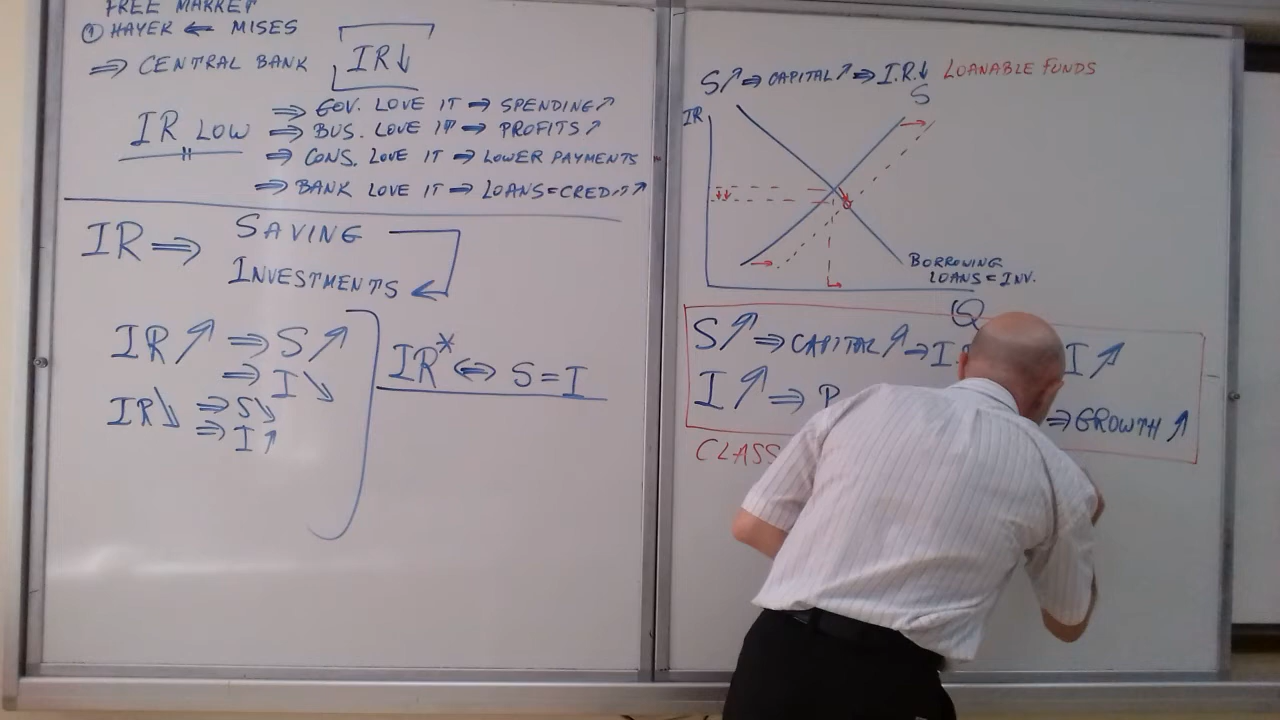 FREE MARKET
① HAYEK ← MISES
⇒ CENTRAL BANK IR↓
IR LOW
⇒ GOV. LOVE IT → SPENDING↗
⇒ BUS. LOVE IT → PROFITS↗
⇒ CONS. LOVE IT → LOWER PAYMENTS
⇒ BANK LOVE IT → LOANS=CREDIT↗
IR ⇒ SAVING
INVESTMENTS
IR↗ ⇒ S↗
⇒ I↘
IR↘ ⇒ S↘
⇒ I↗
IR* ⇔ S=I
S↗ ⇒ CAPITAL↗ ⇒ I.R.↓ LOANABLE FUNDS
S
IR
BORROWING
LOANS = INV.
Q
S↗ ⇒ CAPITAL↗ ⇒ I. I↗
I↗ ⇒ ⇒ GROWTH↗
CLASS